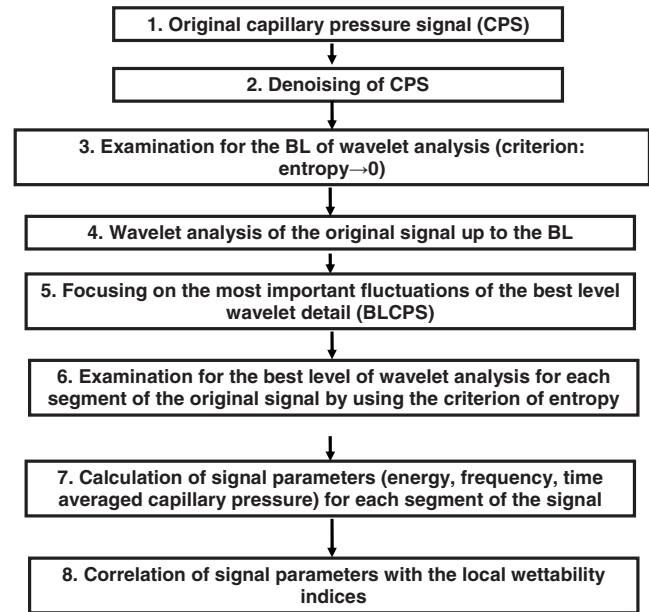 1. Original capillary pressure signal (CPS)
2. Denoising of CPS
3. Examination for the BL of wavelet analysis (criterion:
entropy→0)
4. Wavelet analysis of the original signal up to the BL
5. Focusing on the most important fluctuations of the best level
wavelet detail (BLCPS)
6. Examination for the best level of wavelet analysis for each
segment of the original signal by using the criterion of entropy
7. Calculation of signal parameters (energy, frequency, time
averaged capillary pressure) for each segment of the signal
8. Correlation of signal parameters with the local wettability
indices